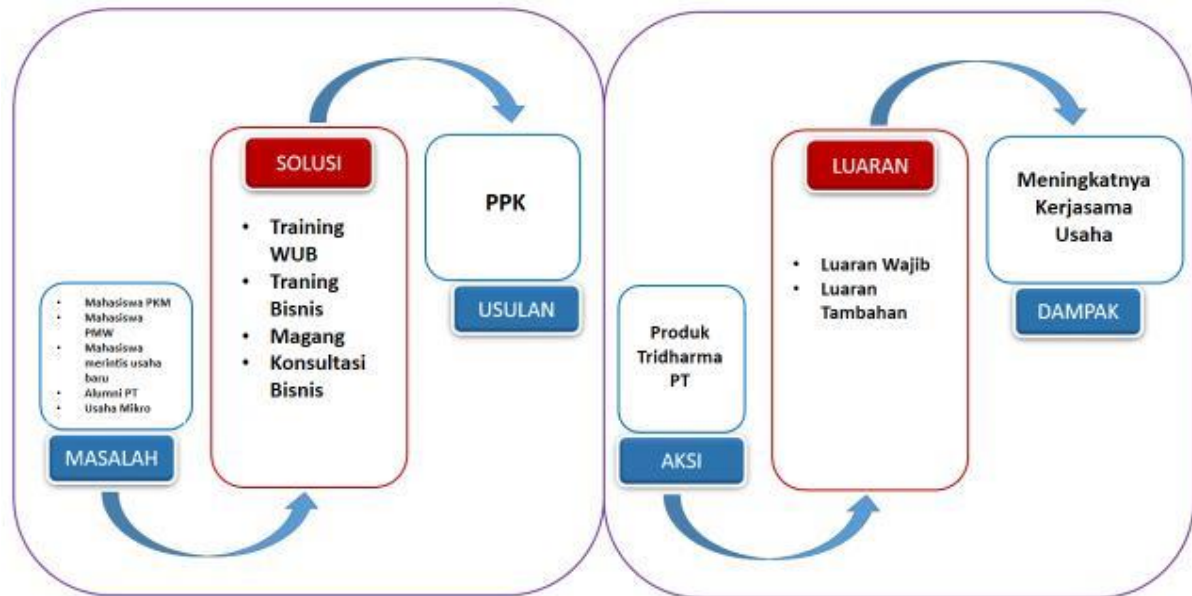 SOLUSI
• Training
WUB
• Traning
Bisnis
• Magang
• Konsultasi
Bisnis
PPK
USULAN
• Mahasiswa PKM
• Mahasiswa
PMW
• Mahasiswa
merintis usaha
baru
• Alumni PT
• Usaha Mikro
MASALAH
LUARAN
• Luaran Wajib
• Luaran
Tambahan
Meningkatnya
Kerjasama
Usaha
DAMPAK
Produk
Tridharma
PT
AKSI